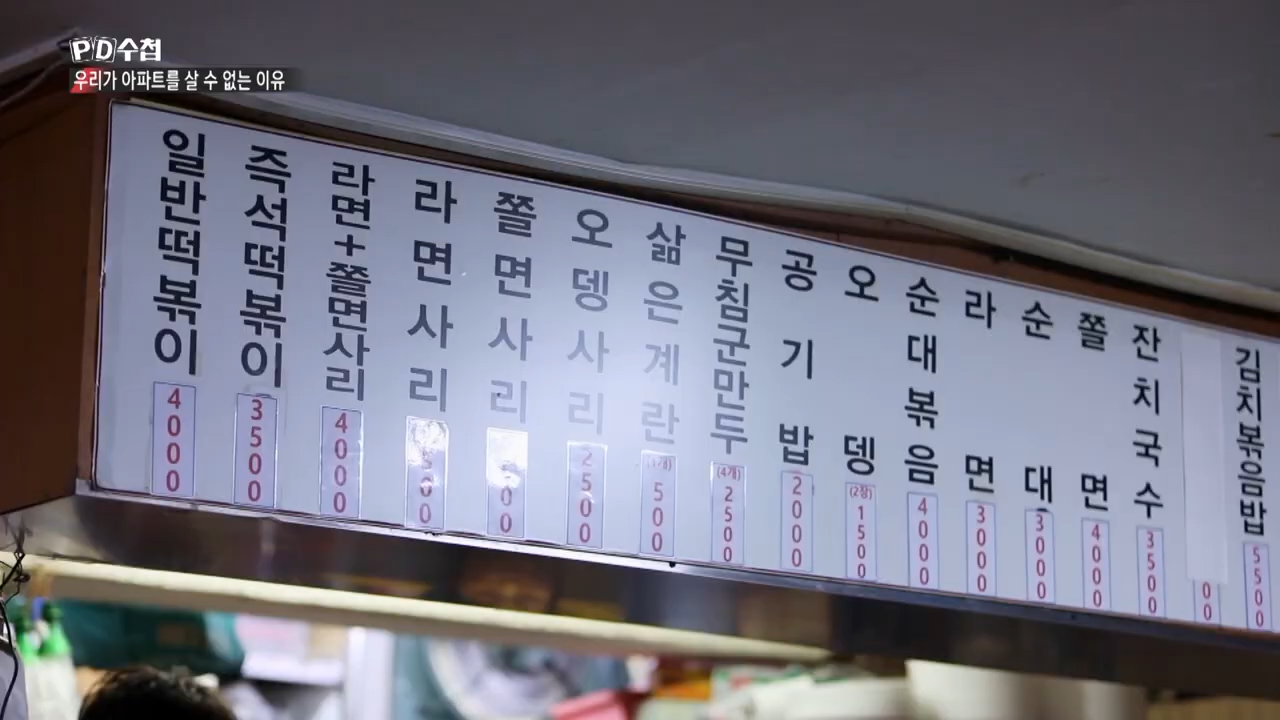 PD수첩
우리가 아파트를 살 수 없는 이유
일반떡볶이 4000
즉석떡볶이 3500
라면+쫄면사리 4000
라면사리
쫄면사리
오뎅사리 2500
삶은계란 (1개) 500
무침군만두 (4개) 2500
공기밥 2000
오뎅 (2장) 1500
순대볶음 4000
라면 3000
순대 3000
쫄면 4000
잔치국수 3500
00
김치볶음밥 5500